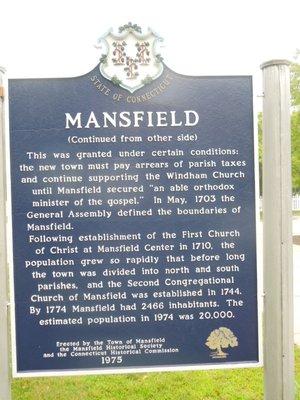 STATE OF CONNECTICUT
MANSFIELD
(Continued from other side)
This was granted under certain conditions:
the new town must pay arrears of parish taxes
and continue supporting the Windham Church
until Mansfield secured "an able orthodox
minister of the gospel." In May, 1703 the
General Assembly defined the boundaries of
Mansfield.
Following establishment of the First Church
of Christ at Mansfield Center in 1710, the
population grew so rapidly that before long
the town was divided into north and south
parishes, and the Second Congregational
Church of Mansfield was established in 1744.
By 1774 Mansfield had 2466 inhabitants. The
estimated population in 1974 was 20,000.
Erected by the Town of Mansfield
the Mansfield Historical Society
and the Connecticut Historical Commission
1975